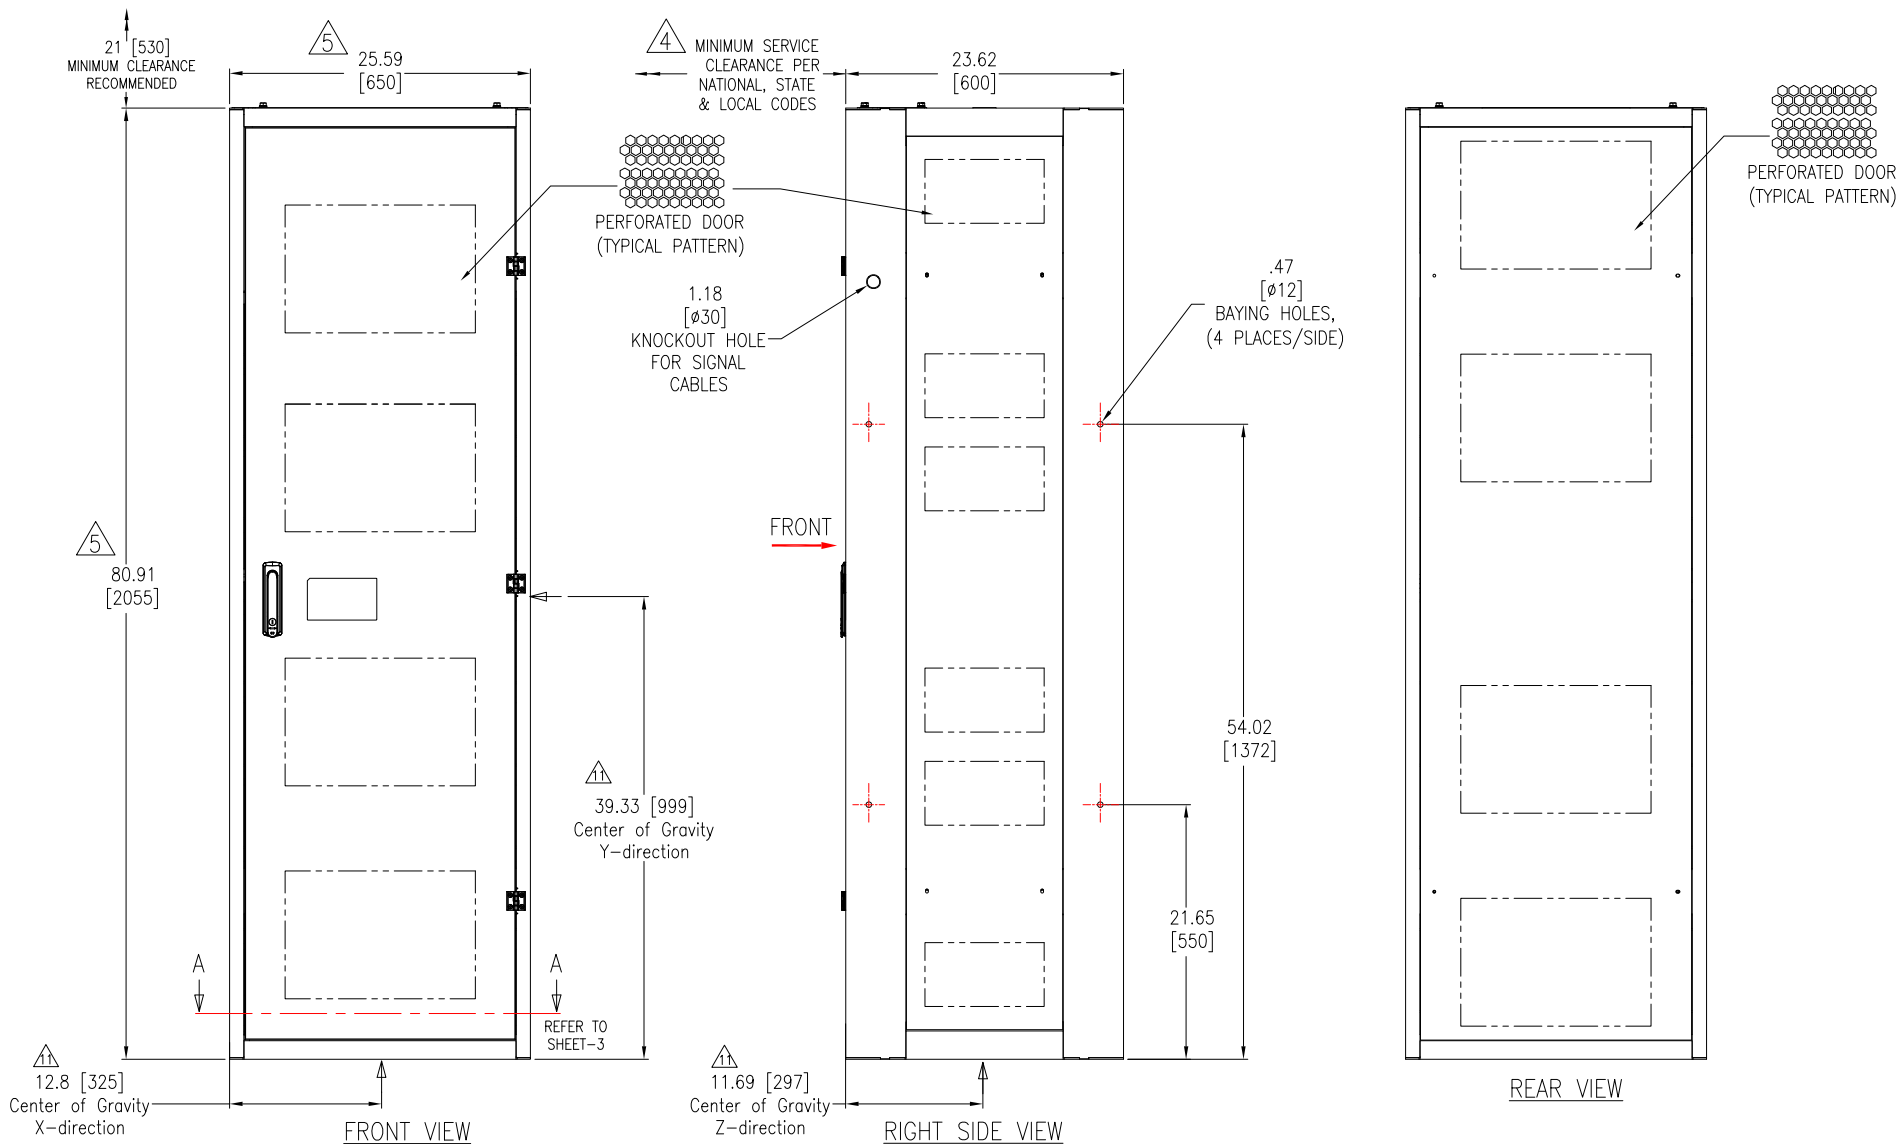 21 [530]
MINIMUM CLEARANCE
RECOMMENDED
5
25.59
[650]
4
MINIMUM SERVICE
CLEARANCE PER
NATIONAL, STATE
& LOCAL CODES
23.62
[600]
PERFORATED DOOR
(TYPICAL PATTERN)
PERFORATED DOOR
(TYPICAL PATTERN)
1.18
[ø30]
KNOCKOUT HOLE
FOR SIGNAL
CABLES
.47
[ø12]
BAYING HOLES,
(4 PLACES/SIDE)
FRONT
5
80.91
[2055]
11
39.33 [999]
Center of Gravity
Y-direction
54.02
[1372]
21.65
[550]
A
A
REFER TO
SHEET-3
11
12.8 [325]
Center of Gravity
X-direction
FRONT VIEW
11
11.69 [297]
Center of Gravity
Z-direction
RIGHT SIDE VIEW
REAR VIEW